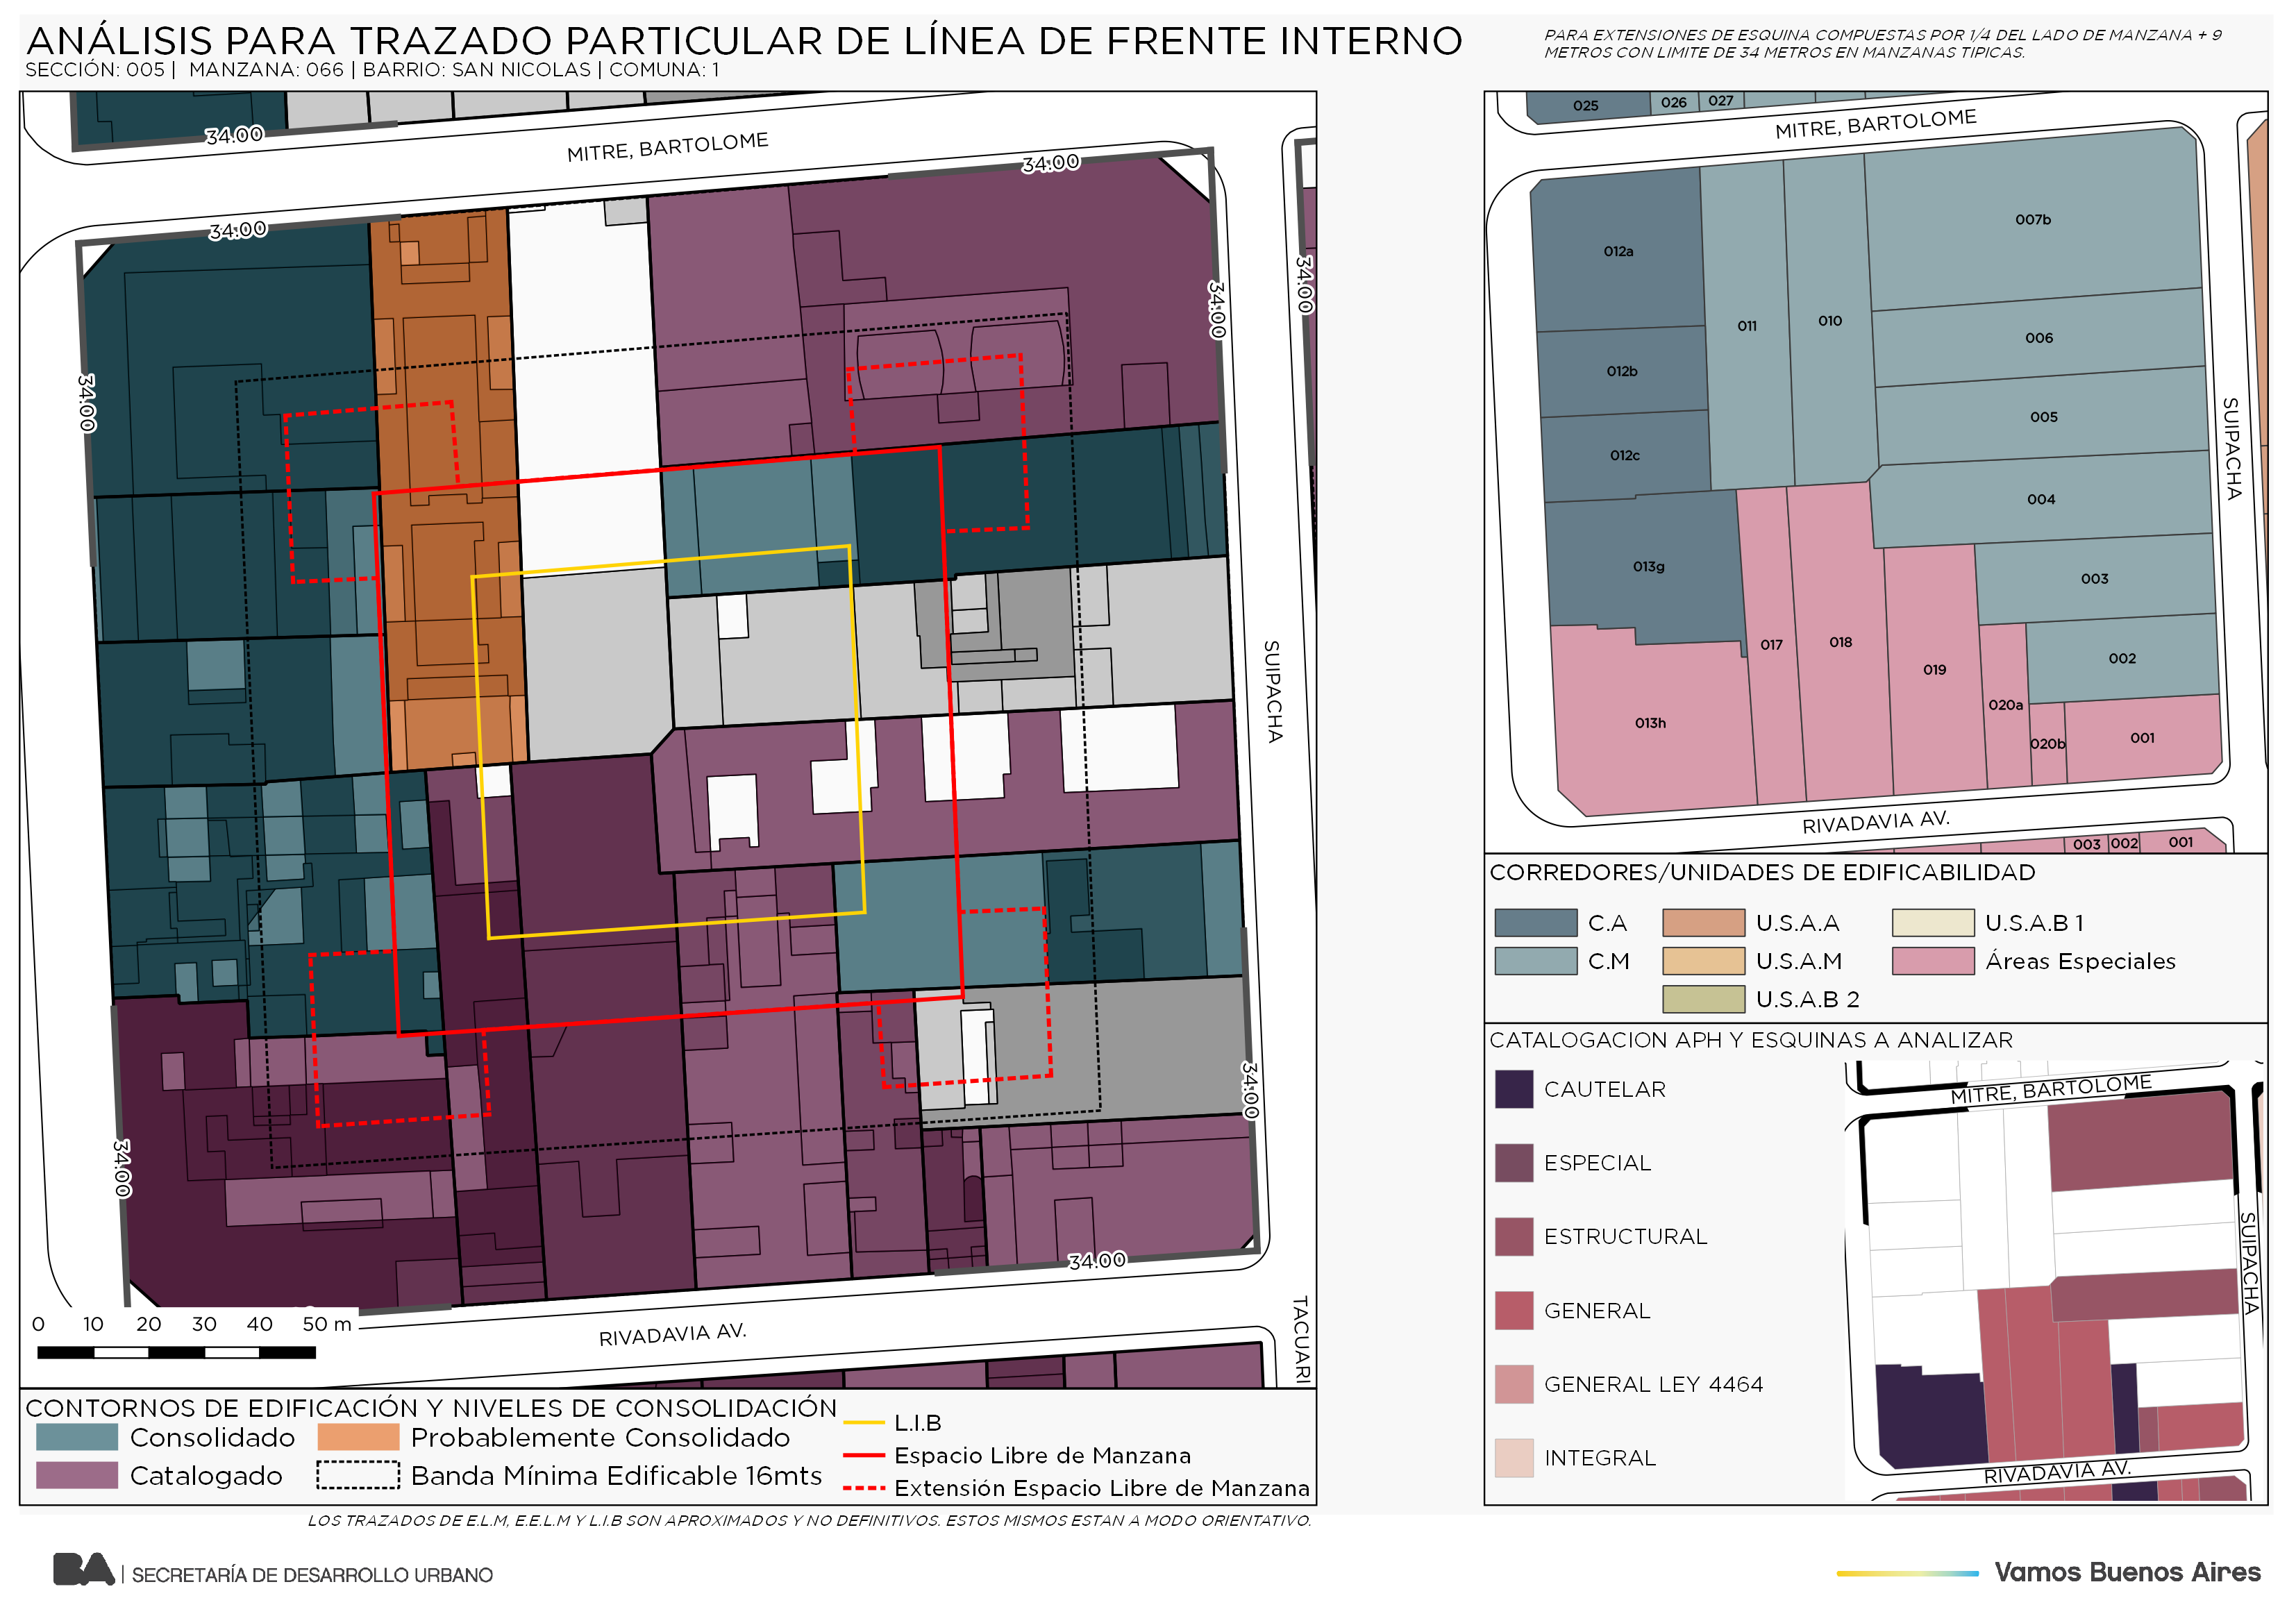 ANÁLISIS PARA TRAZADO PARTICULAR DE LÍNEA DE FRENTE INTERNO
SECCIÓN: 005 | MANZANA: 066 | BARRIO: SAN NICOLAS | COMUNA: 1
PARA EXTENSIONES DE ESQUINA COMPUESTAS POR 1/4 DEL LADO DE MANZANA + 9
METROS CON LIMITE DE 34 METROS EN MANZANAS TIPICAS.
34.00
MITRE, BARTOLOME
34.00
34.00
34.00
34.00
34.00
SUIPACHA
34.00
34.00
34.00
RIVADAVIA AV.
TACUARI
0 10 20 30 40 50 m
CONTORNOS DE EDIFICACIÓN Y NIVELES DE CONSOLIDACIÓN
Consolidado
Probablemente Consolidado
Catalogado
Banda Mínima Edificable 16mts
L.I.B
Espacio Libre de Manzana
Extensión Espacio Libre de Manzana
025
026
027
MITRE, BARTOLOME
007b
012a
011
010
006
012b
005
012c
004
SUIPACHA
013g
003
017
018
002
019
020a
013h
020b
001
RIVADAVIA AV.
003
002
001
CORREDORES/UNIDADES DE EDIFICABILIDAD
C.A
U.S.A.A
U.S.A.B 1
C.M
U.S.A.M
Áreas Especiales
U.S.A.B 2
CATALOGACION APH Y ESQUINAS A ANALIZAR
CAUTELAR
ESPECIAL
ESTRUCTURAL
GENERAL
GENERAL LEY 4464
INTEGRAL
MITRE, BARTOLOME
SUIPACHA
RIVADAVIA AV.
LOS TRAZADOS DE E.L.M, E.E.L.M Y L.I.B SON APROXIMADOS Y NO DEFINITIVOS. ESTOS MISMOS ESTAN A MODO ORIENTATIVO.
BA | SECRETARÍA DE DESARROLLO URBANO
Vamos Buenos Aires